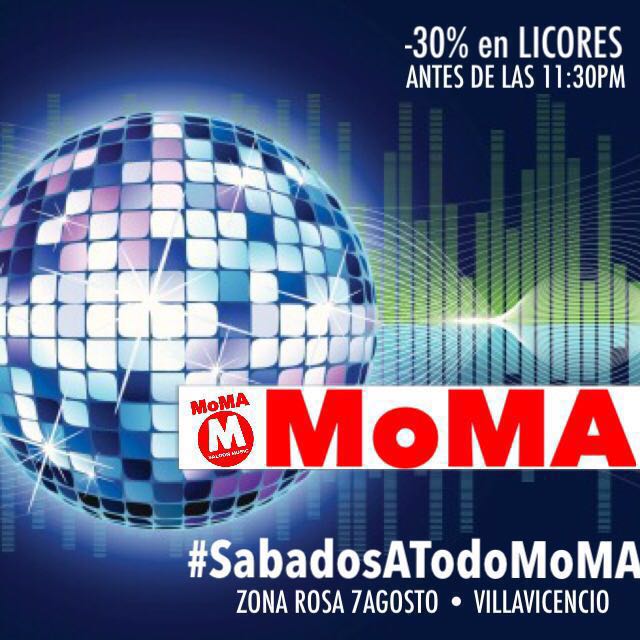 -30% en LICORES
ANTES DE LAS 11:30PM
MoMA
M
MoMA
#SabadosATodoMoMA
ZONA ROSA 7AGOSTO • VILLAVICENCIO